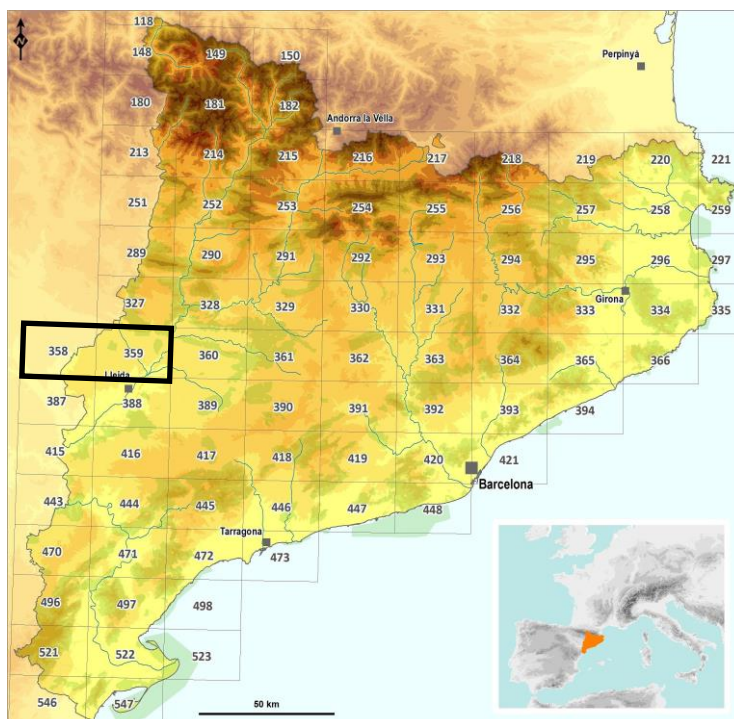 118
148 149 150
Perpinyà
180 181 182
Andorra la Vella
213 214 215 216 217 218 219 220 221
251 252 253 254 255 256 257 258 259
289 290 291 292 293 294 295 296 297
Girona
327 328 329 330 331 332 333 334 335
358 359 360 361 362 363 364 365 366
Lleida
387 388 389 390 391 392 393 394
415 416 417 418 419 420 421
Barcelona
443 444 445 446 447 448
Tarragona
470 471 472 473
496 497 498
521 522 523
546 547
50 km
N